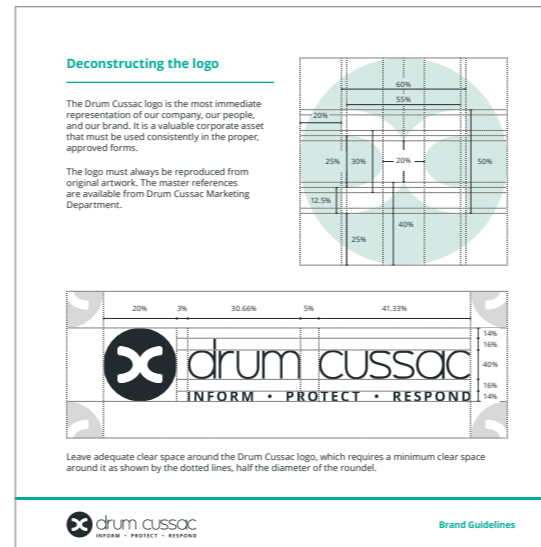 Deconstructing the logo
The Drum Cussac logo is the most immediate
representation of our company, our people,
and our brand. It is a valuable corporate asset
that must be used consistently in the proper,
approved forms.
The logo must always be reproduced from
original artwork. The master references
are available from Drum Cussac Marketing
Department.
60%
55%
20%
25%
30%
20%
50%
12.5%
40%
25%
20%
3%
30.66%
5%
41.33%
14%
16%
40%
16%
14%
drum cussac
INFORM • PROTECT • RESPOND
Leave adequate clear space around the Drum Cussac logo, which requires a minimum clear space
around it as shown by the dotted lines, half the diameter of the roundel.
drum cussac
INFORM • PROTECT • RESPOND
Brand Guidelines